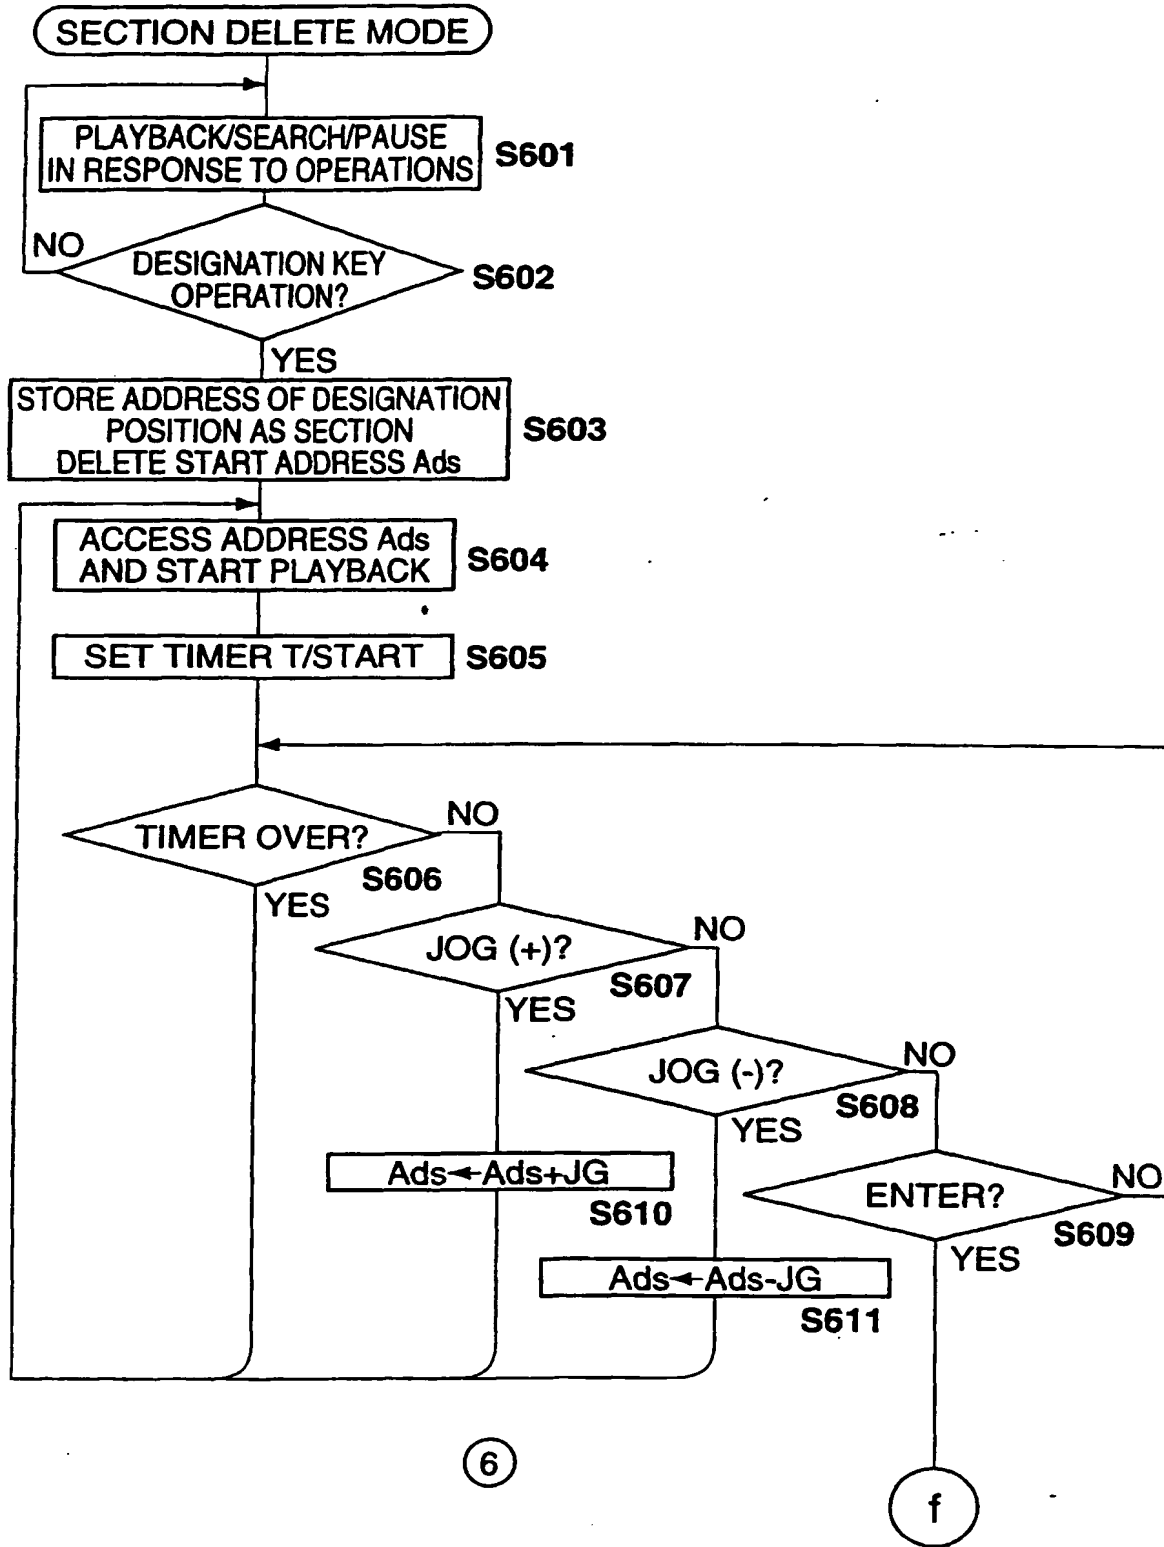 SECTION DELETE MODE
PLAYBACK/SEARCH/PAUSE
IN RESPONSE TO OPERATIONS
S601
NO
DESIGNATION KEY
OPERATION?
S602
YES
STORE ADDRESS OF DESIGNATION
POSITION AS SECTION
DELETE START ADDRESS Ads
S603
ACCESS ADDRESS Ads
AND START PLAYBACK
S604
SET TIMER T/START
S605
TIMER OVER?
NO
S606
YES
JOG (+)?
NO
S607
YES
JOG (-)?
NO
S608
YES
Ads←Ads+JG
S610
ENTER?
NO
S609
YES
Ads←Ads-JG
S611
6
f